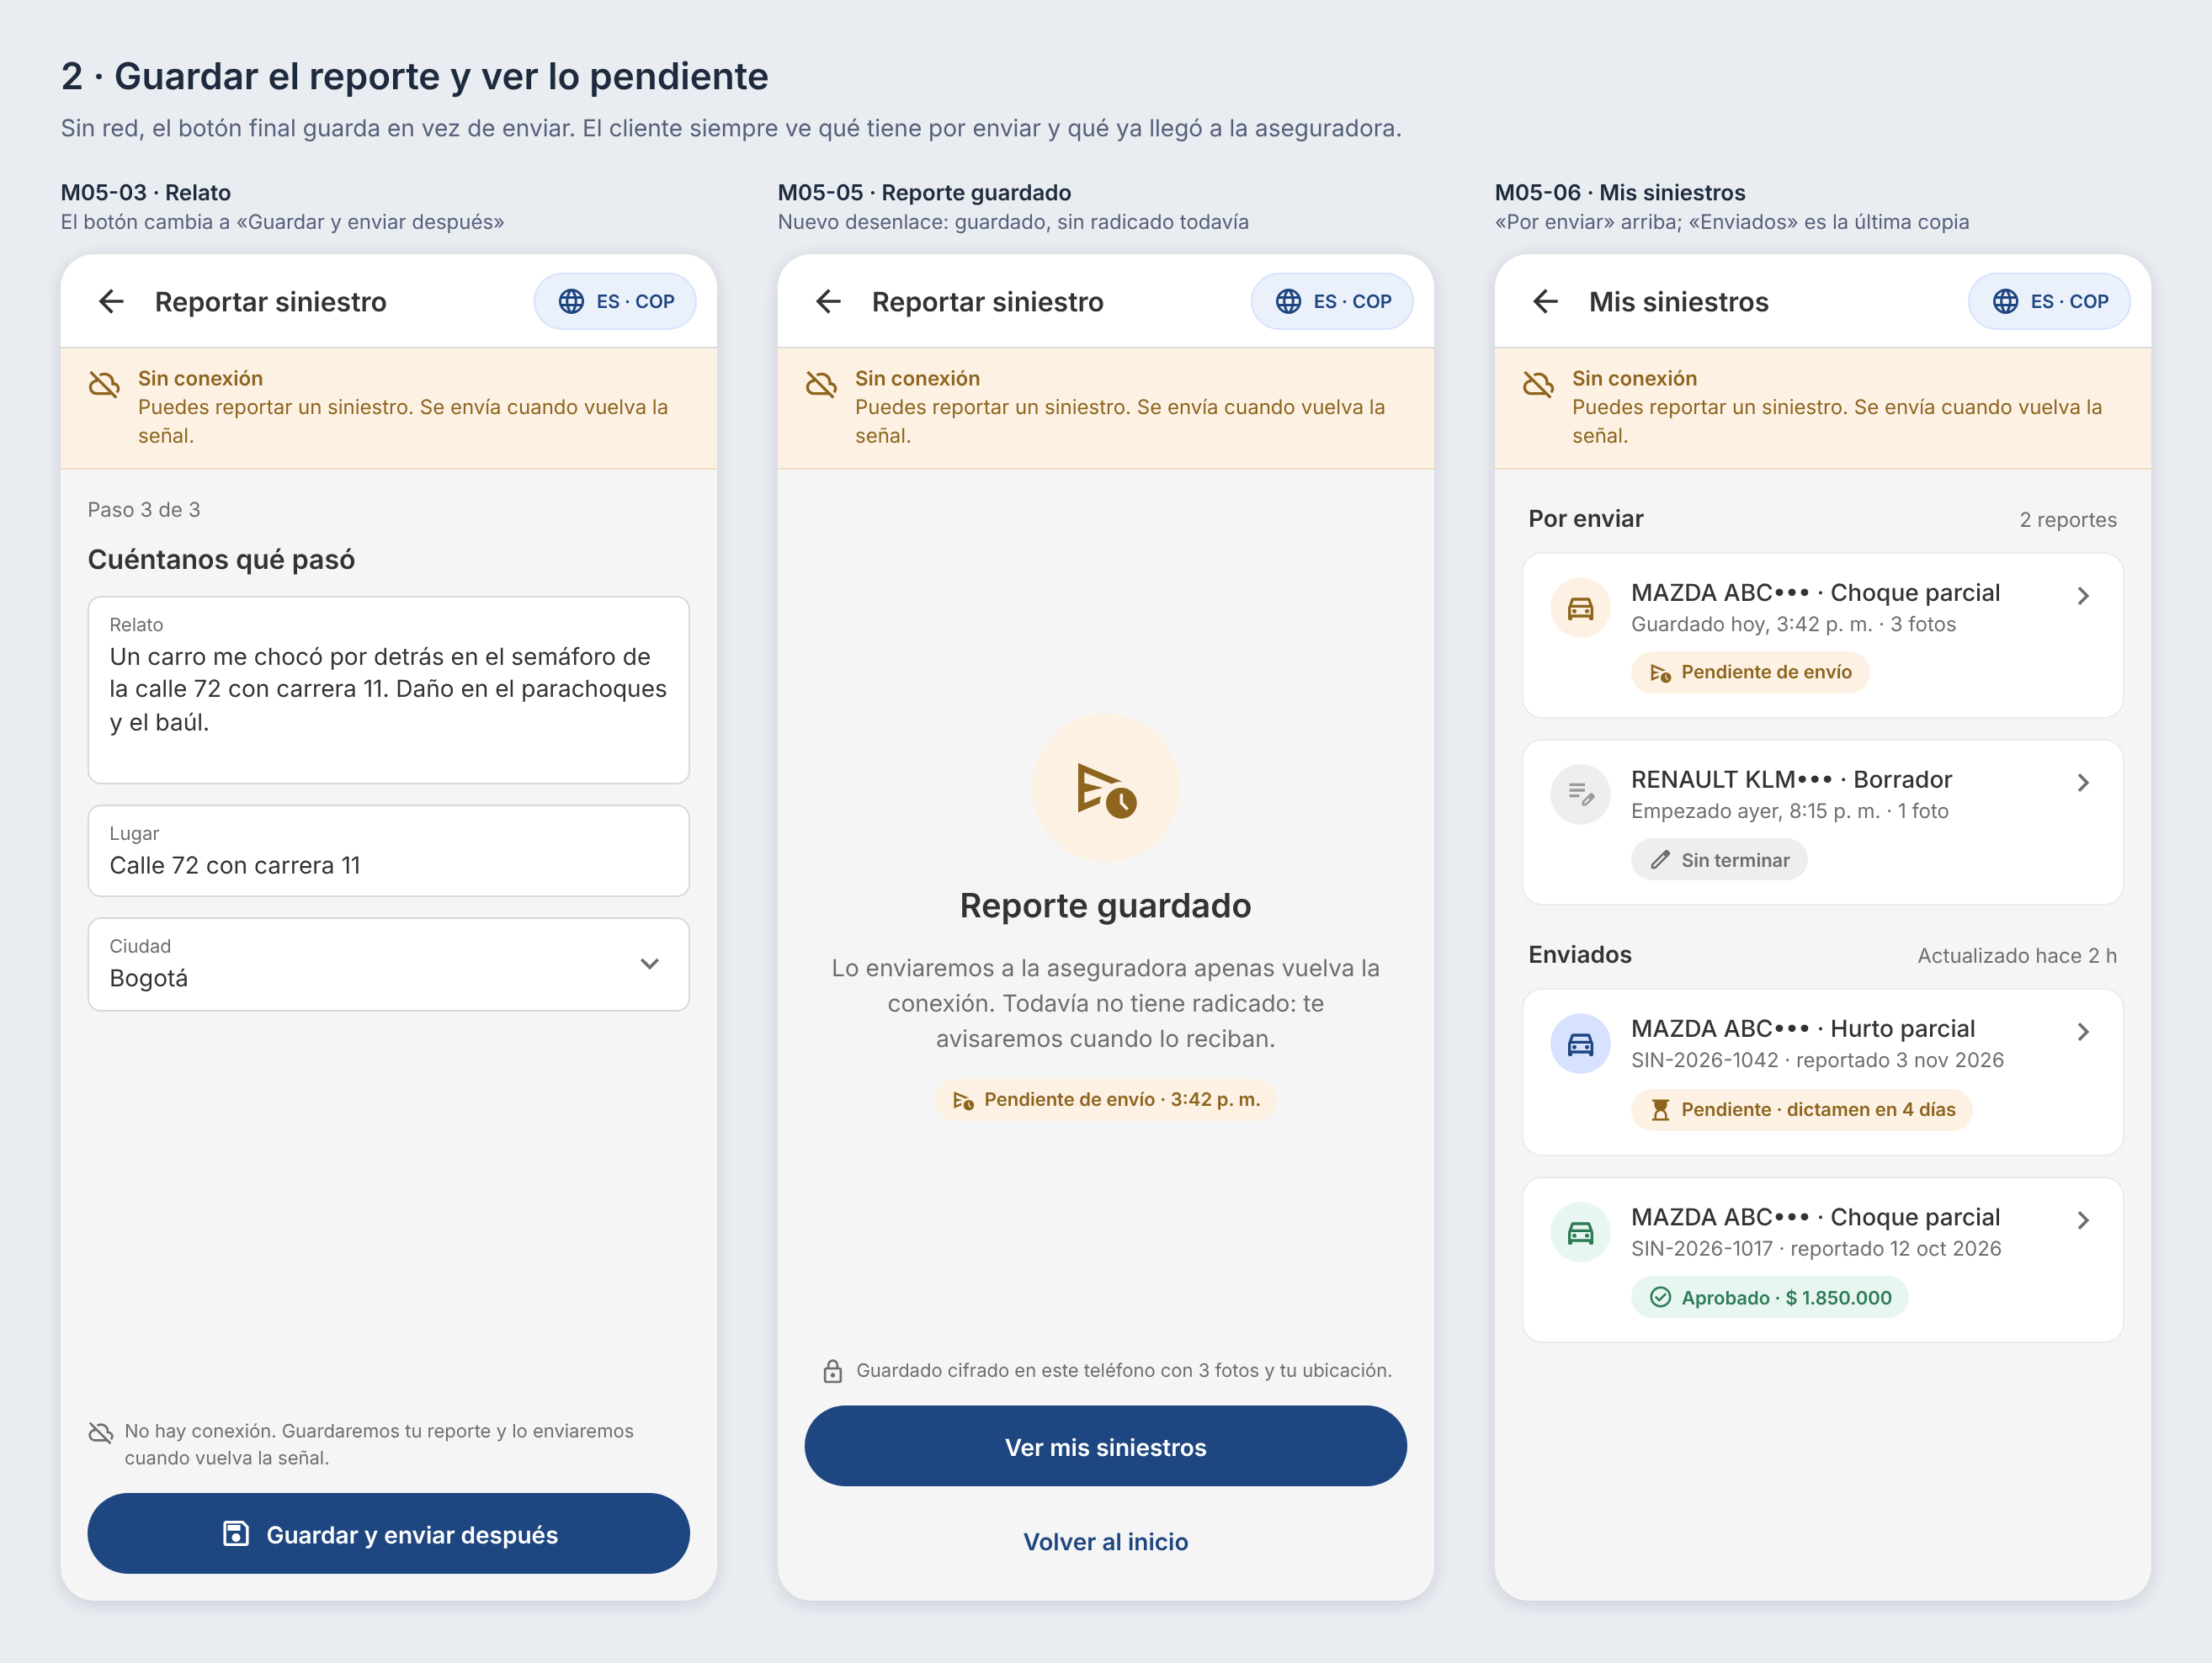 2 · Guardar el reporte y ver lo pendiente
Sin red, el botón final guarda en vez de enviar. El cliente siempre ve qué tiene por enviar y qué ya llegó a la aseguradora.
M05-03 · Relato
El botón cambia a «Guardar y enviar después»
Reportar siniestro
ES · COP
Sin conexión
Puedes reportar un siniestro. Se envía cuando vuelva la
señal.
Paso 3 de 3
Cuéntanos qué pasó
Relato
Un carro me chocó por detrás en el semáforo de
la calle 72 con carrera 11. Daño en el parachoques
y el baúl.
Lugar
Calle 72 con carrera 11
Ciudad
Bogotá
No hay conexión. Guardaremos tu reporte y lo enviaremos
cuando vuelva la señal.
Guardar y enviar después
M05-05 · Reporte guardado
Nuevo desenlace: guardado, sin radicado todavía
Reportar siniestro
ES · COP
Sin conexión
Puedes reportar un siniestro. Se envía cuando vuelva la
señal.
Reporte guardado
Lo enviaremos a la aseguradora apenas vuelva la
conexión. Todavía no tiene radicado: te
avisaremos cuando lo reciban.
Pendiente de envío · 3:42 p. m.
Guardado cifrado en este teléfono con 3 fotos y tu ubicación.
Ver mis siniestros
Volver al inicio
M05-06 · Mis siniestros
«Por enviar» arriba; «Enviados» es la última copia
Mis siniestros
ES · COP
Sin conexión
Puedes reportar un siniestro. Se envía cuando vuelva la
señal.
Por enviar
2 reportes
MAZDA ABC••• · Choque parcial
Guardado hoy, 3:42 p. m. · 3 fotos
Pendiente de envío
RENAULT KLM••• · Borrador
Empezado ayer, 8:15 p. m. · 1 foto
Sin terminar
Enviados
Actualizado hace 2 h
MAZDA ABC••• · Hurto parcial
SIN-2026-1042 · reportado 3 nov 2026
Pendiente · dictamen en 4 días
MAZDA ABC••• · Choque parcial
SIN-2026-1017 · reportado 12 oct 2026
Aprobado · $ 1.850.000